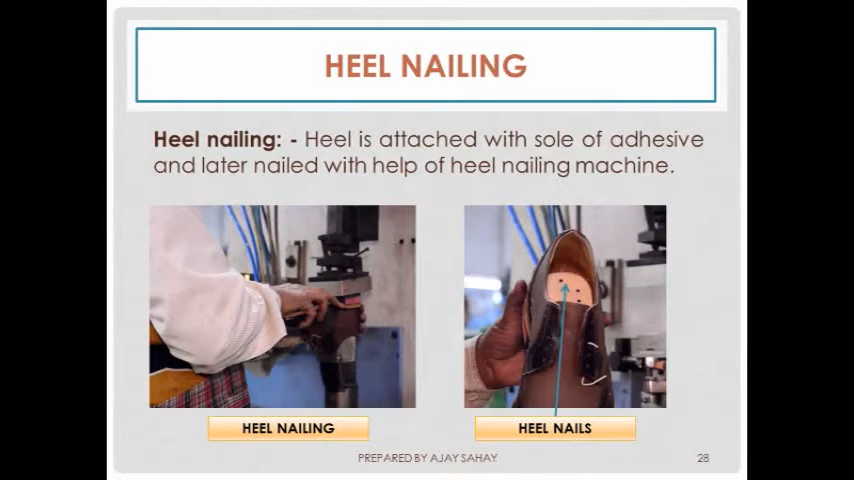 HEEL NAILING
Heel nailing: - Heel is attached with sole of adhesive
and later nailed with help of heel nailing machine.
HEEL NAILING
HEEL NAILS
PREPARED BY AJAY SAHAY
28